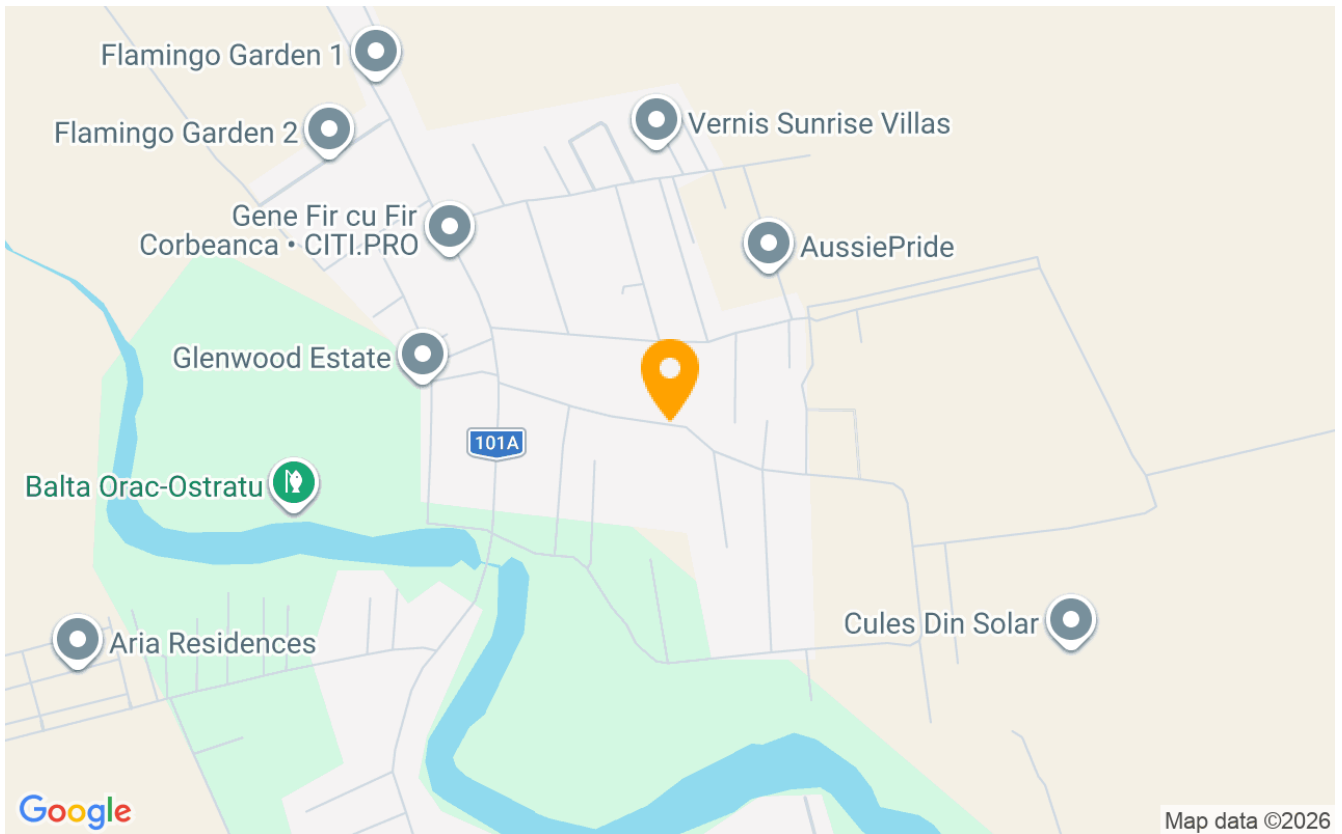 Flamingo Garden 1
Flamingo Garden 2
Vernis Sunrise Villas
Gene Fir cu Fir
Corbeanca • CITI.PRO
AussiePride
Glenwood Estate
101A
Balta Orac-Ostratu
Cules Din Solar
Aria Residences
Google
Map data ©2026